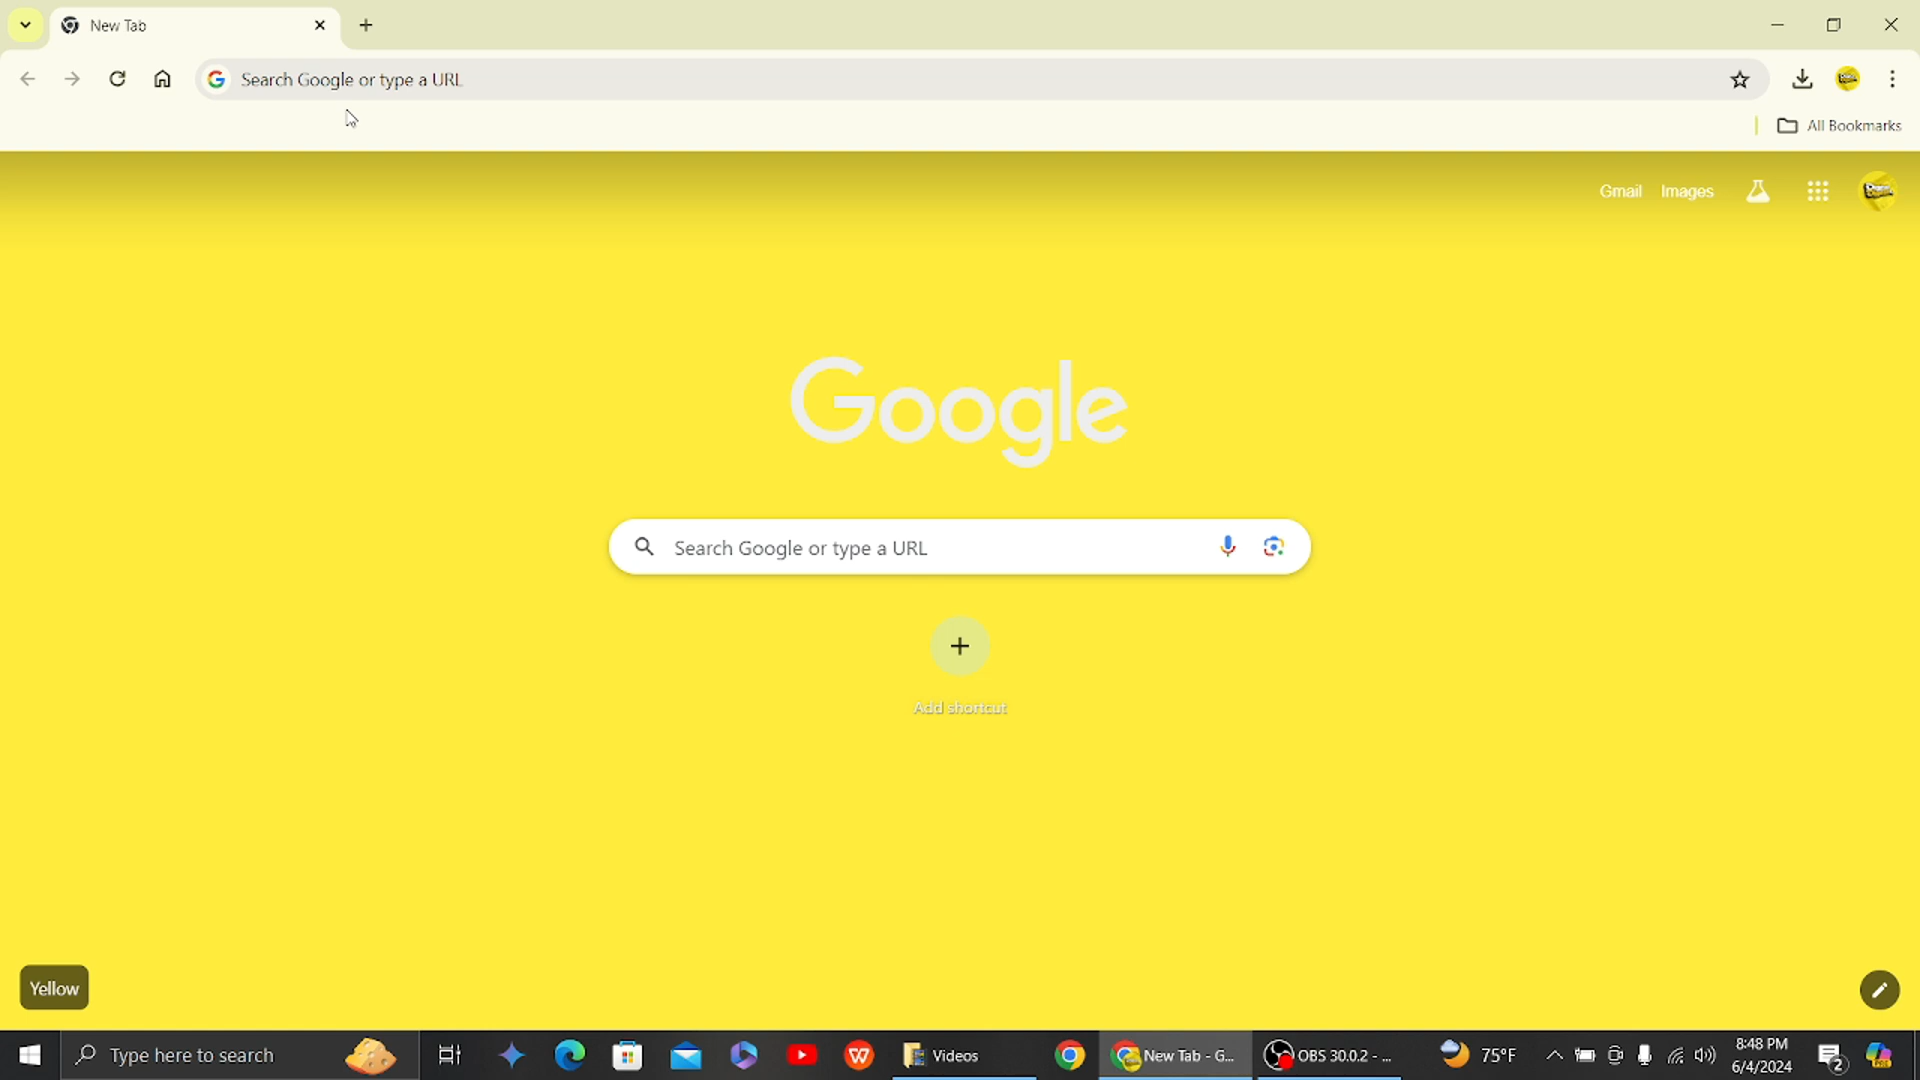 New Tab
Search Google or type a URL
All Bookmarks
Gmail Images
Google
Search Google or type a URL
Add shortcut
Yellow
Type here to search
Videos
New Tab - G...
OBS 30.0.2 - ...
75°F
8:48 PM
6/4/2024
2